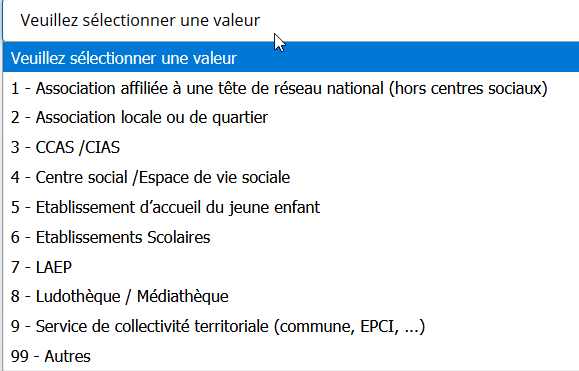 Veuillez sélectionner une valeur
Veuillez sélectionner une valeur
1 - Association affiliée à une tête de réseau national (hors centres sociaux)
2 - Association locale ou de quartier
3 - CCAS /CIAS
4 - Centre social /Espace de vie sociale
5 - Etablissement d’accueil du jeune enfant
6 - Etablissements Scolaires
7 - LAEP
8 - Ludothèque / Médiathèque
9 - Service de collectivité territoriale (commune, EPCI, ...)
99 - Autres